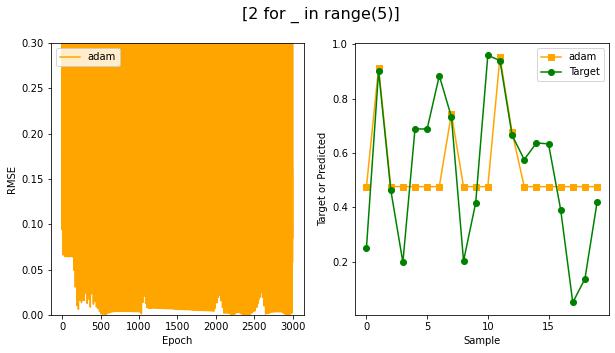 [2 for _ in range(5)]
adam
RMSE
0.30
0.25
0.20
0.15
0.10
0.05
0.00
0 500 1000 1500 2000 2500 3000
Epoch
adam
Target
Target or Predicted
1.0
0.8
0.6
0.4
0.2
0 5 10 15
Sample